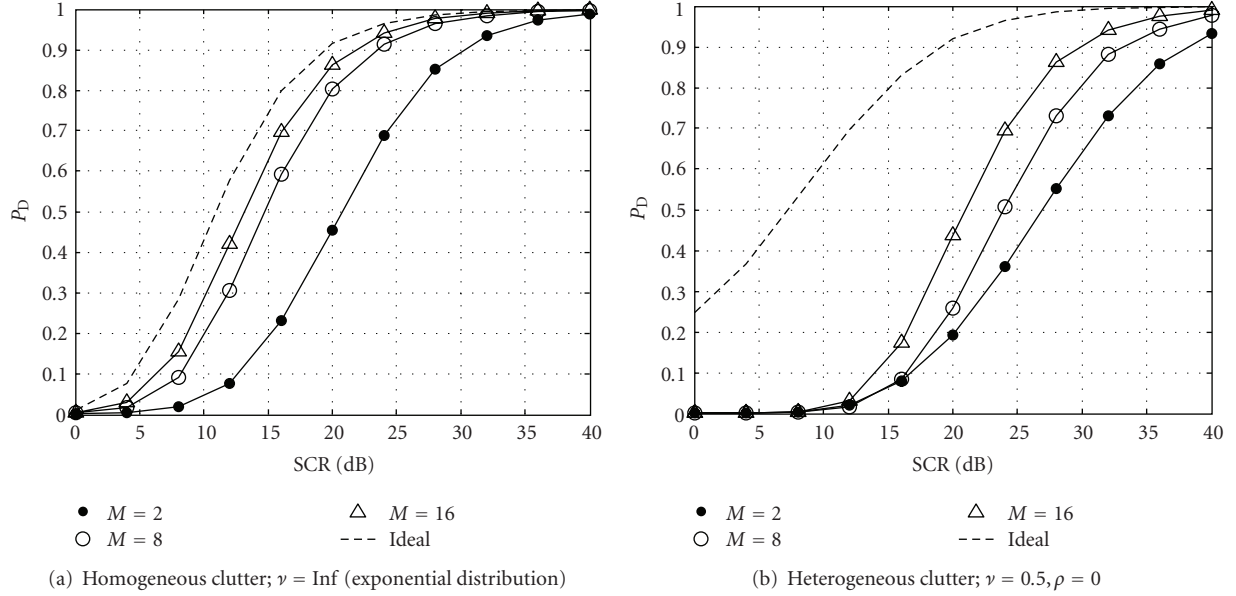 1
0.9
0.8
0.7
0.6
0.5
0.4
0.3
0.2
0.1
0
P_D
0 5 10 15 20 25 30 35 40
SCR (dB)
M = 2
M = 8
M = 16
Ideal
(a) Homogeneous clutter; ν = Inf (exponential distribution)
1
0.9
0.8
0.7
0.6
0.5
0.4
0.3
0.2
0.1
0
P_D
0 5 10 15 20 25 30 35 40
SCR (dB)
M = 2
M = 8
M = 16
Ideal
(b) Heterogeneous clutter; ν = 0.5, ρ = 0